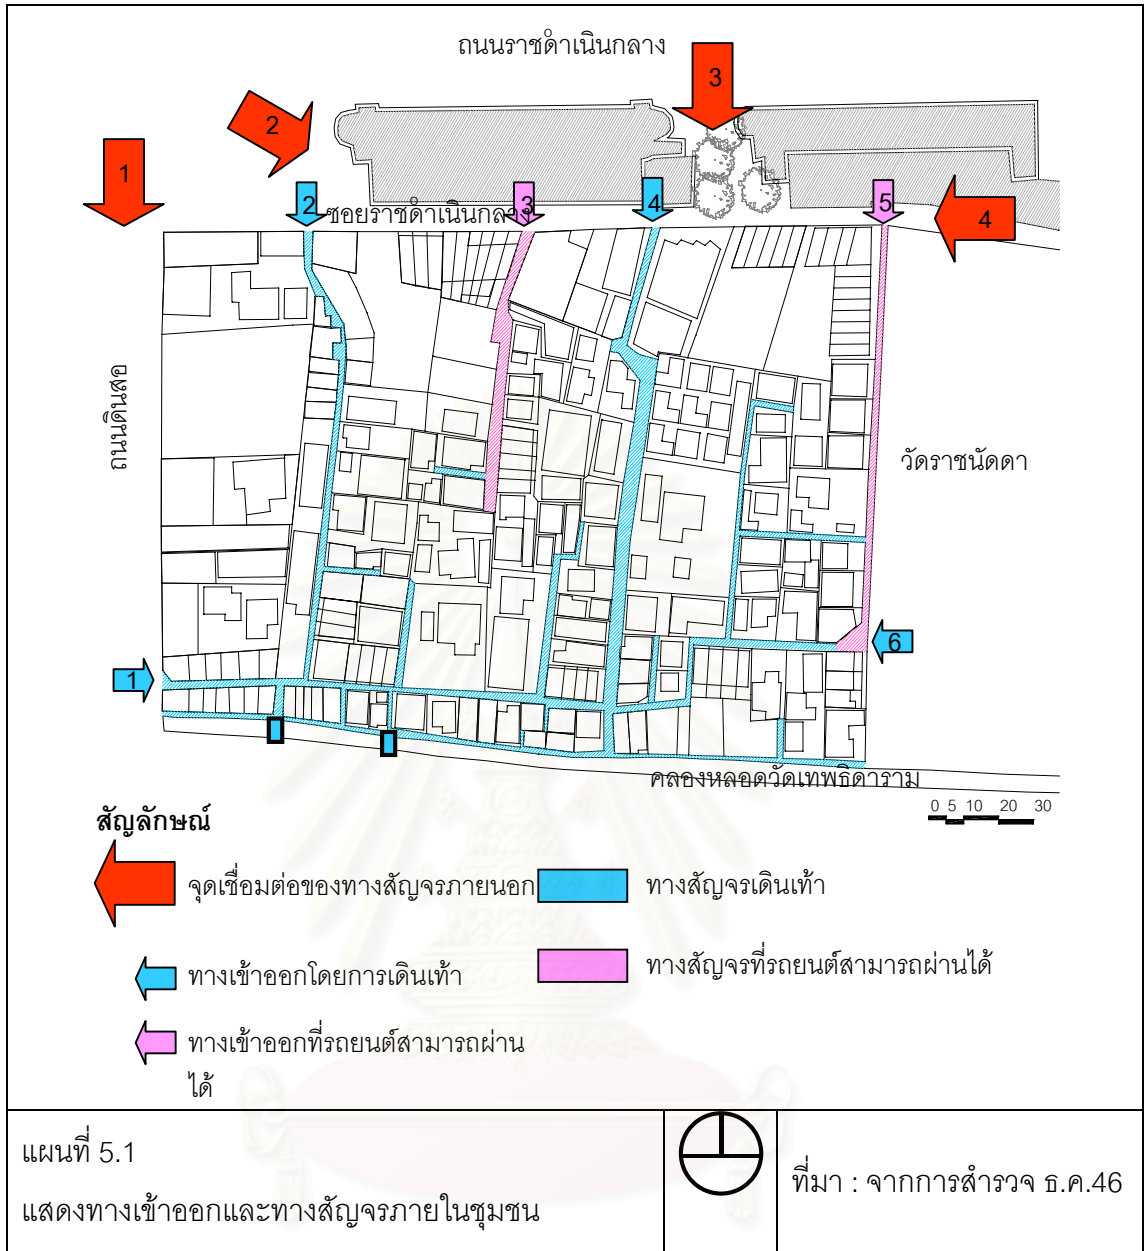 ถนนราชดำเนินกลาง
3
2
1
2
3
4
5
4
ซอยราชดำเนินกลาง
ถนนดินสอ
วัดราชนัดดา
6
1
คลองหลอดวัดเทพธิดาราม
0 5 10 20 30
สัญลักษณ์
จุดเชื่อมต่อของทางสัญจรภายนอก
ทางสัญจรเดินเท้า
ทางเข้าออกโดยการเดินเท้า
ทางสัญจรที่รถยนต์สามารถผ่านได้
ทางเข้าออกที่รถยนต์สามารถผ่าน
ได้
แผนที่ 5.1
แสดงทางเข้าออกและทางสัญจรภายในชุมชน
ที่มา : จากการสำรวจ ธ.ค.46